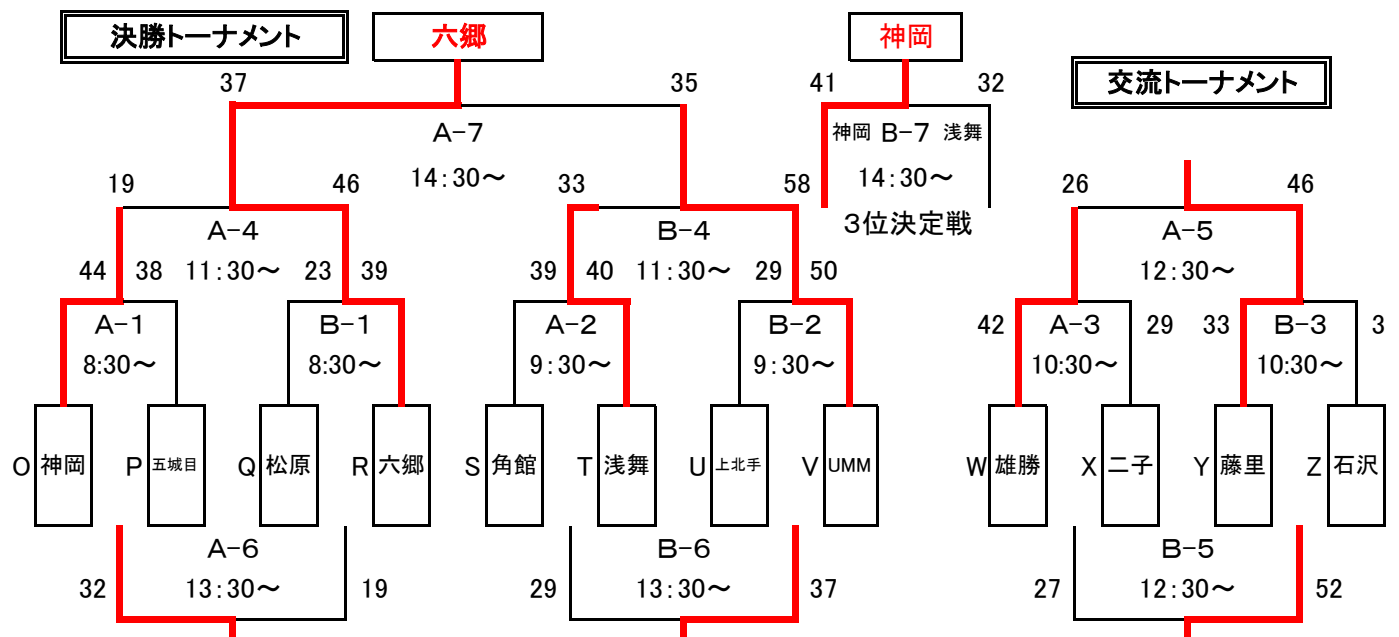 決勝トーナメント 六郷 神岡
37 35 41 32 交流トーナメント
A-7 神岡 B-7 浅舞
19 46 14:30～ 33 58 14:30～ 26 46
A-4 B-4 3位決定戦 A-5
44 38 11:30～ 23 39 39 40 11:30～ 29 50 12:30～
A-1 B-1 A-2 B-2 42 A-3 29 33 B-3 3
8:30～ 8:30～ 9:30～ 9:30～ 10:30～ 10:30～
O 神岡 P 五城目 Q 松原 R 六郷 S 角館 T 浅舞 U 上北手 V UMM W 雄勝 X 二子 Y 藤里 Z 石沢
A-6 B-6 B-5
32 13:30～ 19 29 13:30～ 37 27 12:30～ 52